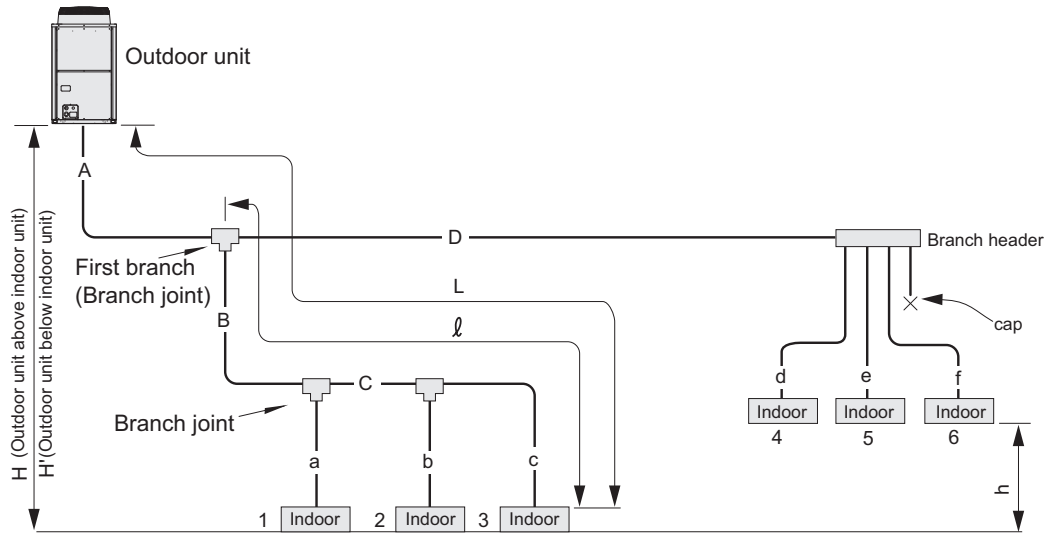 Outdoor unit
A
H (Outdoor unit above indoor unit)
H'(Outdoor unit below indoor unit)
First branch
(Branch joint)
D
Branch header
L
ℓ
B
cap
C
Branch joint
d
e
f
Indoor
Indoor
Indoor
4
5
6
a
b
c
h
1
Indoor
2
Indoor
3
Indoor